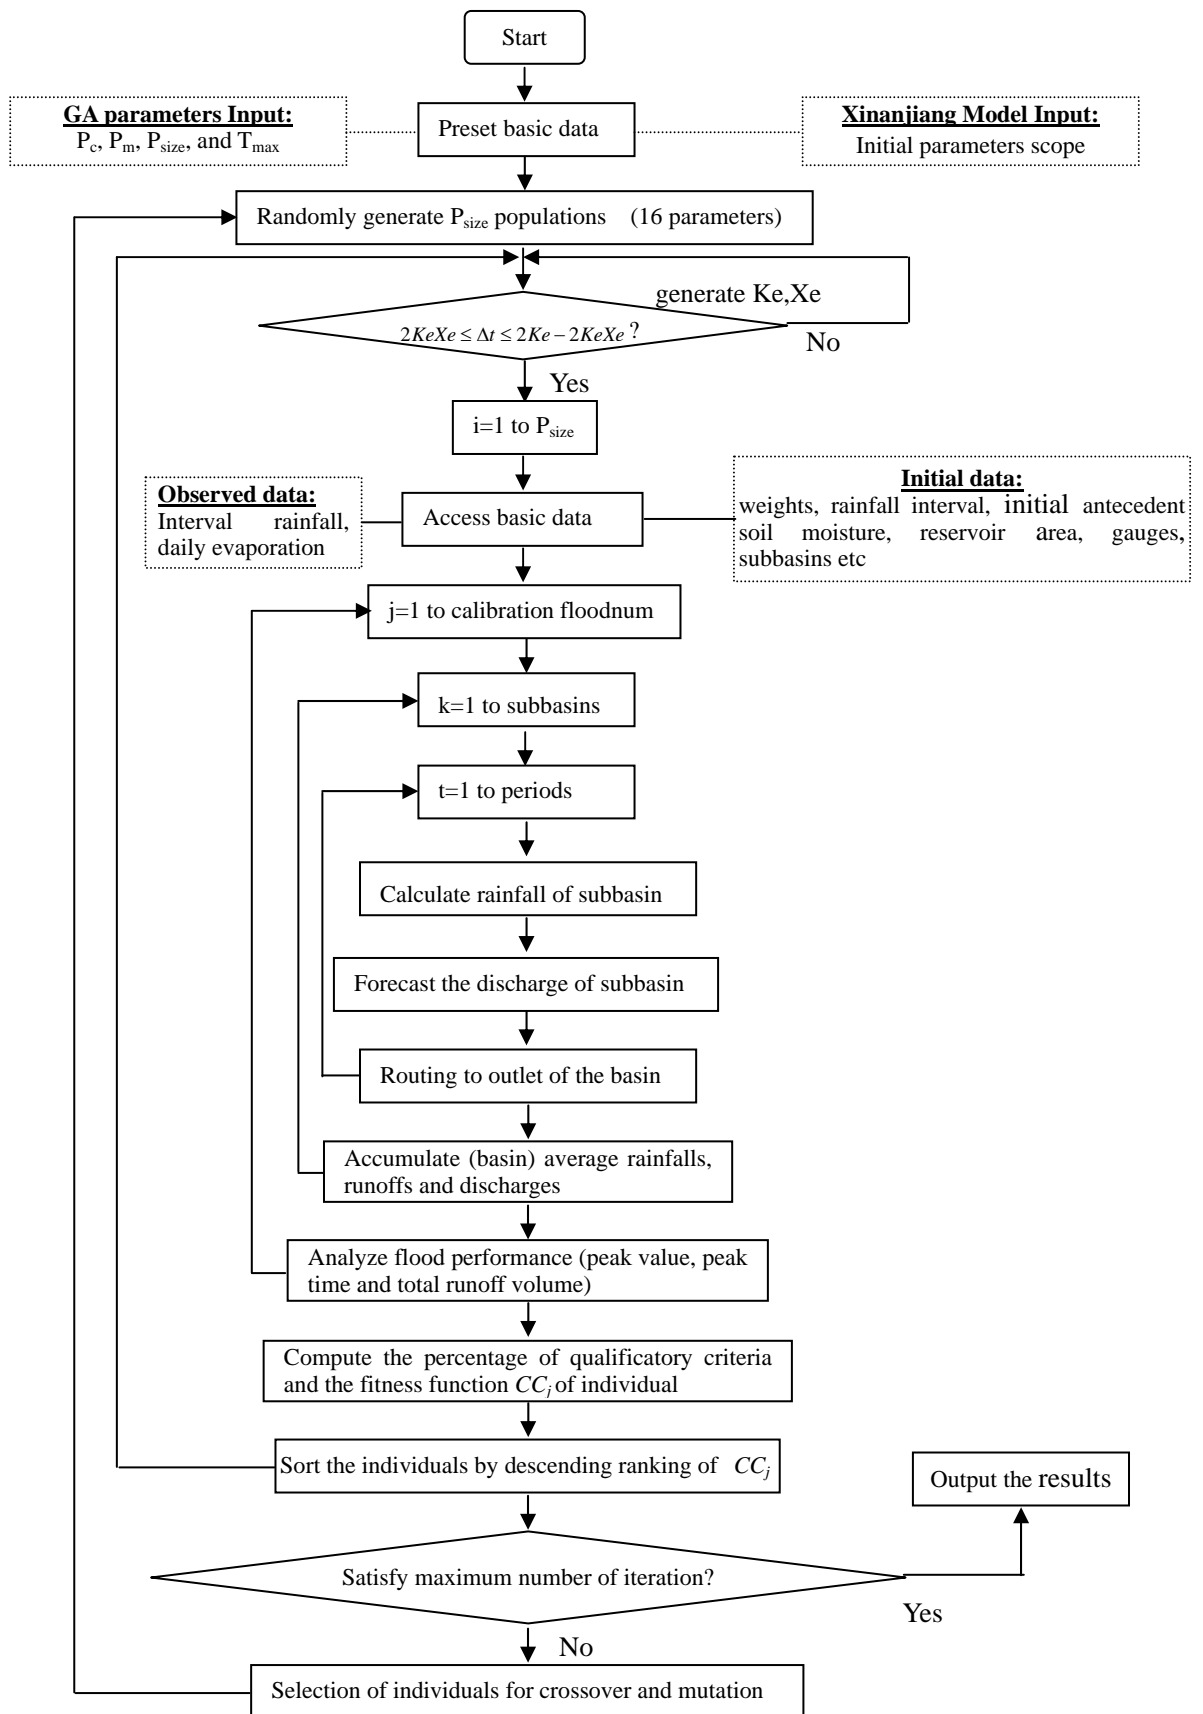 Start
GA parameters Input:
Pc, Pm, Psize, and Tmax
Preset basic data
Xinanjiang Model Input:
Initial parameters scope
Randomly generate Psize populations (16 parameters)
generate Ke,Xe
2KeXe ≤ Δt ≤ 2Ke − 2KeXe ?
No
Yes
i=1 to Psize
Observed data:
Interval rainfall,
daily evaporation
Access basic data
Initial data:
weights, rainfall interval, initial antecedent
soil moisture, reservoir area, gauges,
subbasins etc
j=1 to calibration floodnum
k=1 to subbasins
t=1 to periods
Calculate rainfall of subbasin
Forecast the discharge of subbasin
Routing to outlet of the basin
Accumulate (basin) average rainfalls,
runoffs and discharges
Analyze flood performance (peak value, peak
time and total runoff volume)
Compute the percentage of qualificatory criteria
and the fitness function CCj of individual
Sort the individuals by descending ranking of CCj
Output the results
Satisfy maximum number of iteration?
Yes
No
Selection of individuals for crossover and mutation